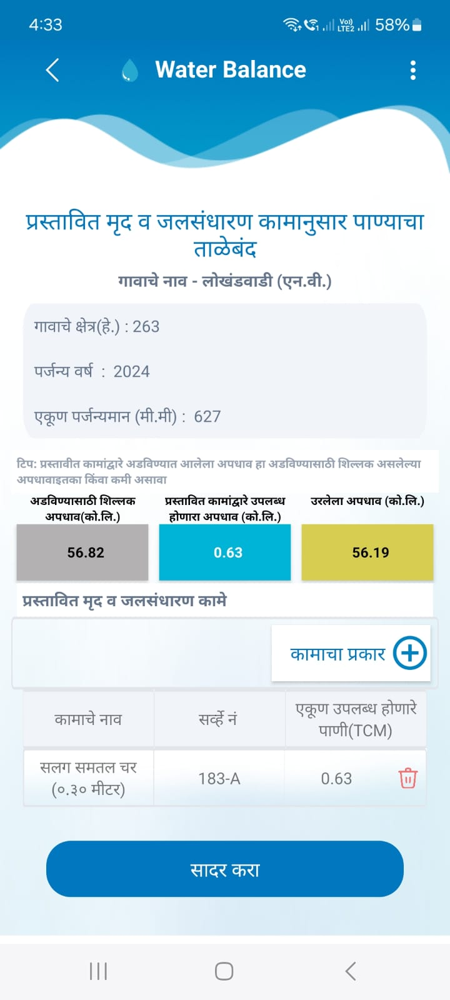 4:33
Vo))
LTE2
58%
Water Balance
प्रस्तावित मृद व जलसंधारण कामानुसार पाण्याचा
ताळेबंद
गावाचे नाव - लोखंडवाडी (एन.वी.)
गावाचे क्षेत्र(हे.) : 263
पर्जन्य वर्ष : 2024
एकूण पर्जन्यमान (मी.मी) : 627
टिप: प्रस्तावीत कामांद्वारे अडविण्यात आलेला अपधाव हा अडविण्यासाठी शिल्लक असलेल्या
अपधावाइतका किंवा कमी असावा
अडविण्यासाठी शिल्लक
अपधाव(को.लि.)
प्रस्तावित कामांद्वारे उपलब्ध
होणारा अपधाव (को.लि.)
उरलेला अपधाव (को.लि.)
56.82
0.63
56.19
प्रस्तावित मृद व जलसंधारण कामे
कामाचा प्रकार
कामाचे नाव
सर्व्हे नं
एकूण उपलब्ध होणारे
पाणी(TCM)
सलग समतल चर
(०.३० मीटर)
183-A
0.63
सादर करा